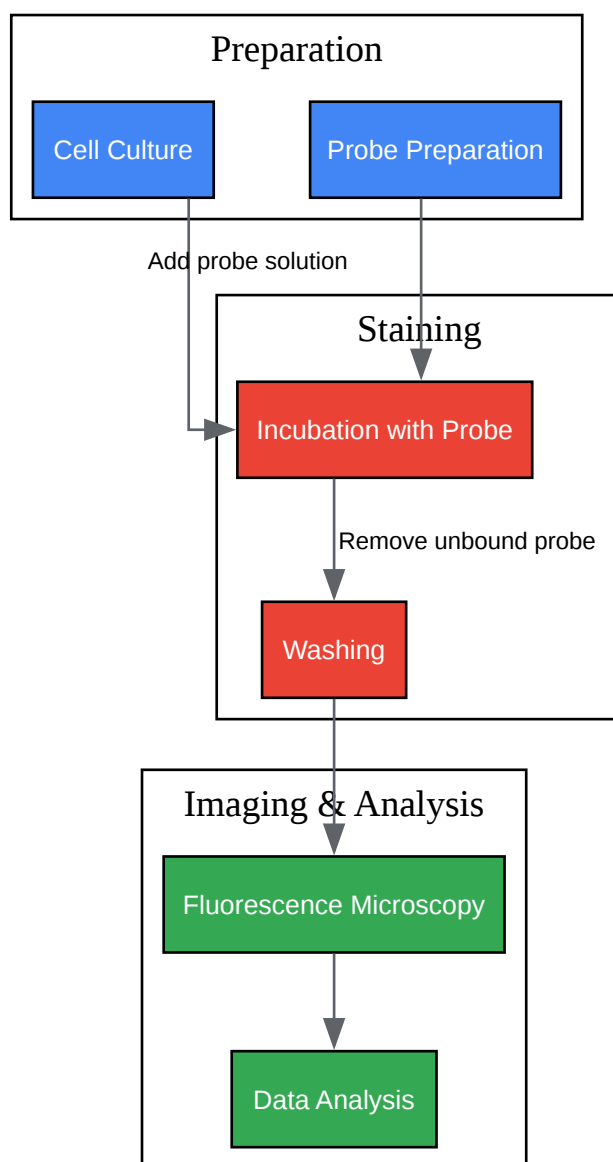 Preparation
Cell Culture
Probe Preparation
Add probe solution
Staining
Incubation with Probe
Remove unbound probe
Washing
Imaging & Analysis
Fluorescence Microscopy
Data Analysis